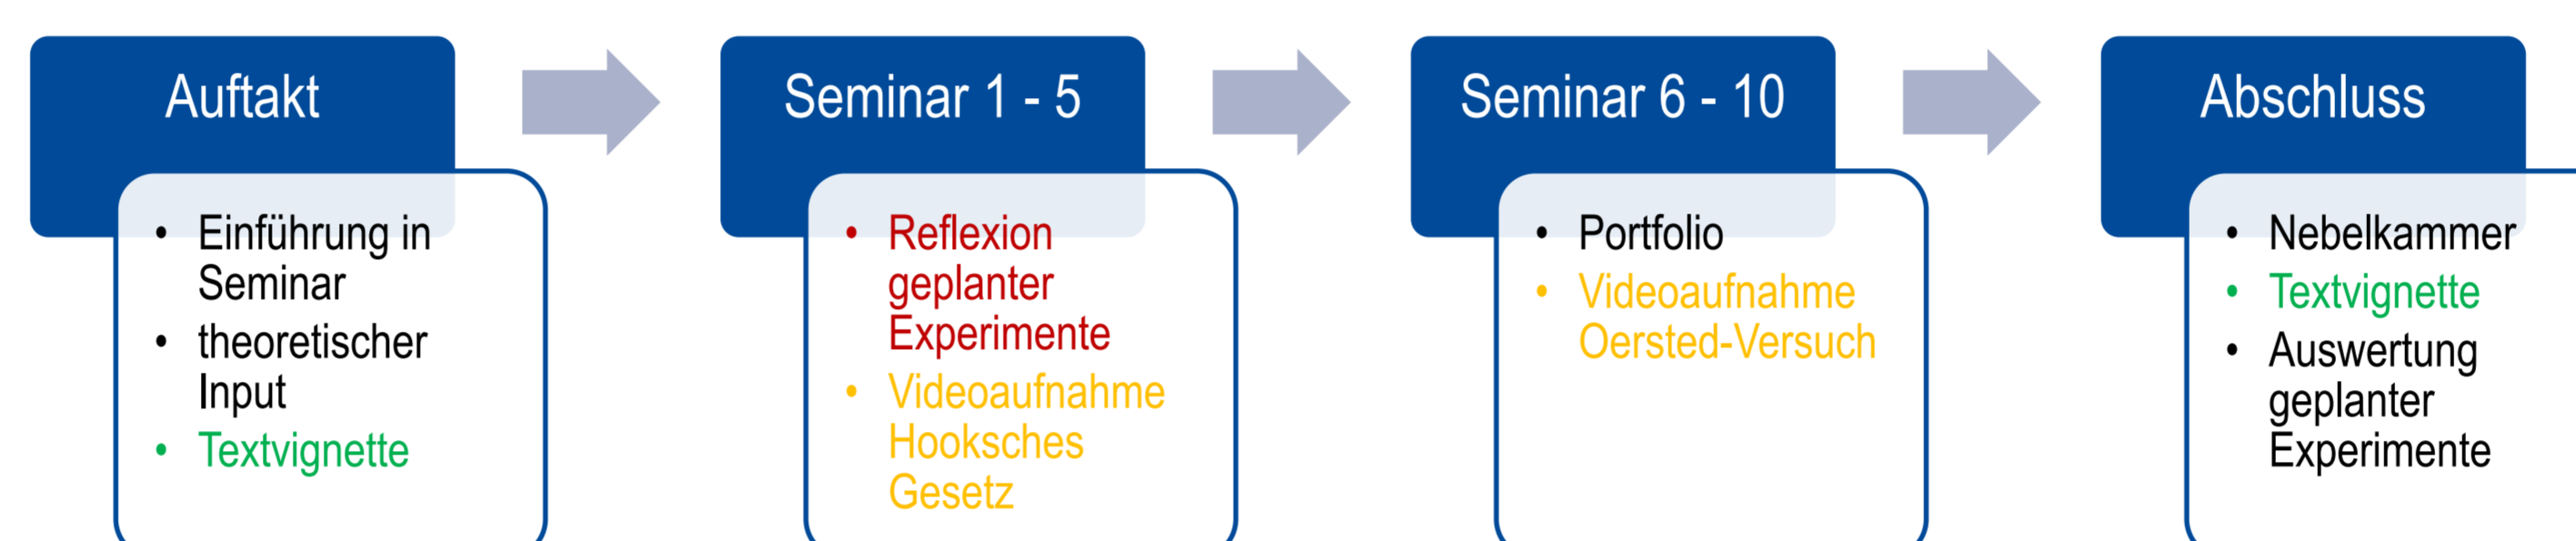 Auftakt
• Einführung in
Seminar
• theoretischer
Input
• Textvignette
Seminar 1 - 5
• Reflexion
geplanter
Experimente
• Videoaufnahme
Hooksches
Gesetz
Seminar 6 - 10
• Portfolio
• Videoaufnahme
Oersted-Versuch
Abschluss
• Nebelkammer
• Textvignette
• Auswertung
geplanter
Experimente